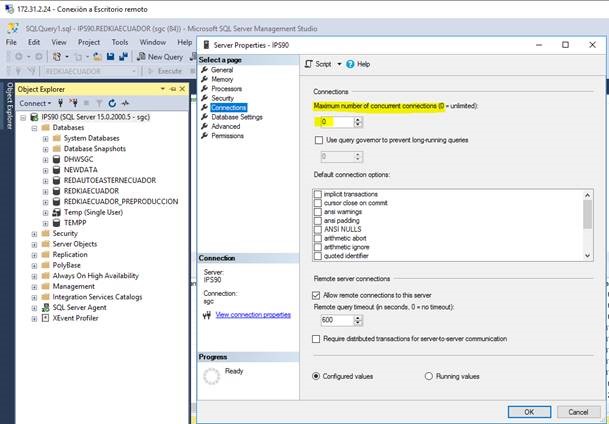 172.31.2.24 - Conexión a Escritorio remoto
SQLQuery1.sql - IPS90.REDKIAECUADOR (sgc (84)) - Microsoft SQL Server Management Studio
File Edit View Project Tools Window Help
New Query
REDKIAECUADOR Execute
Object Explorer
Object Explorer
Connect
IPS90 (SQL Server 15.0.2000.5 - sgc)
Databases
System Databases
Database Snapshots
DHWSGC
NEWDATA
REDAUTOEASTERNECUADOR
REDKIAECUADOR
REDKIAECUADOR_PREPRODUCCION
Temp (Single User)
TEMPP
Security
Server Objects
Replication
PolyBase
Always On High Availability
Management
Integration Services Catalogs
SQL Server Agent
XEvent Profiler
Server Properties - IPS90
Select a page
General
Memory
Processors
Security
Connections
Database Settings
Advanced
Permissions
Connection
Server:
IPS90
Connection:
sgc
View connection properties
Progress
Ready
Script Help
Connections
Maximum number of concurrent connections (0 = unlimited):
0
Use query governor to prevent long-running queries
0
Default connection options:
implicit transactions
cursor close on commit
ansi warnings
ansi padding
ANSI NULLS
arithmetic abort
arithmetic ignore
quoted identifier
Remote server connections
Allow remote connections to this server
Remote query timeout (in seconds, 0 = no timeout):
600
Require distributed transactions for server-to-server communication
Configured values Running values
OK Cancel